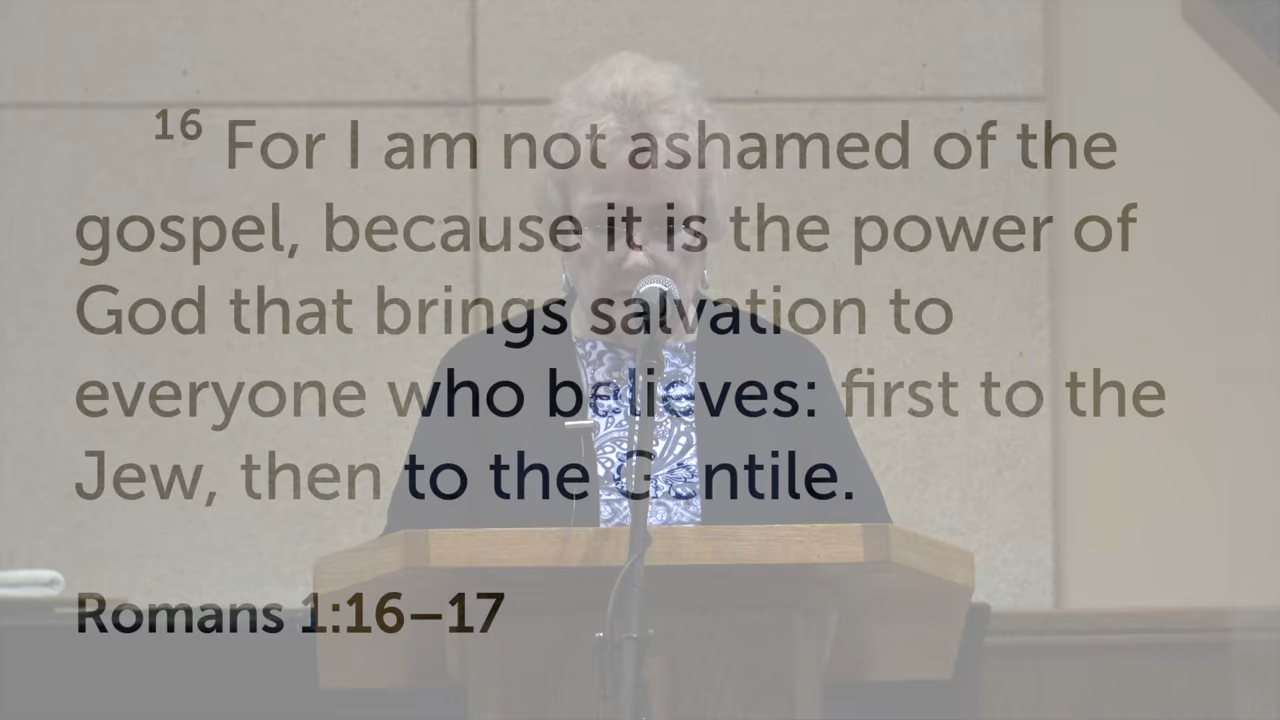 16 For I am not ashamed of the
gospel, because it is the power of
God that brings salvation to
everyone who believes: first to the
Jew, then to the Gentile.
Romans 1:16–17